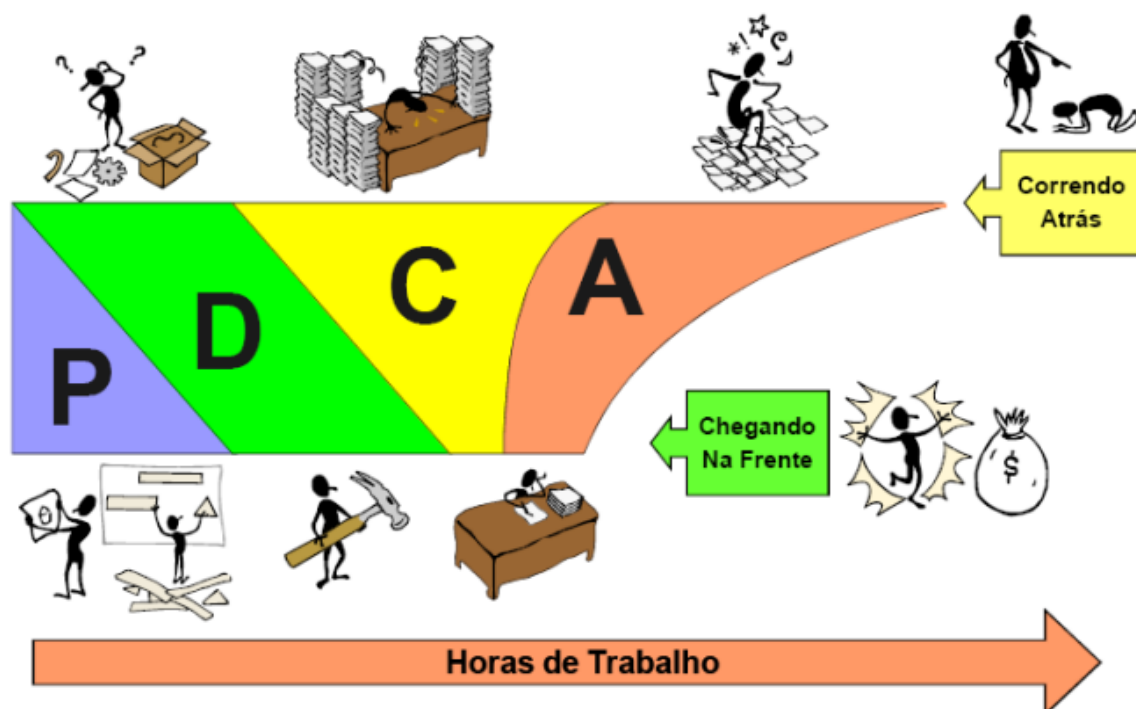 ? ?
*!
Correndo
Atrás
P
D
C
A
Chegando
Na Frente
$
Horas de Trabalho